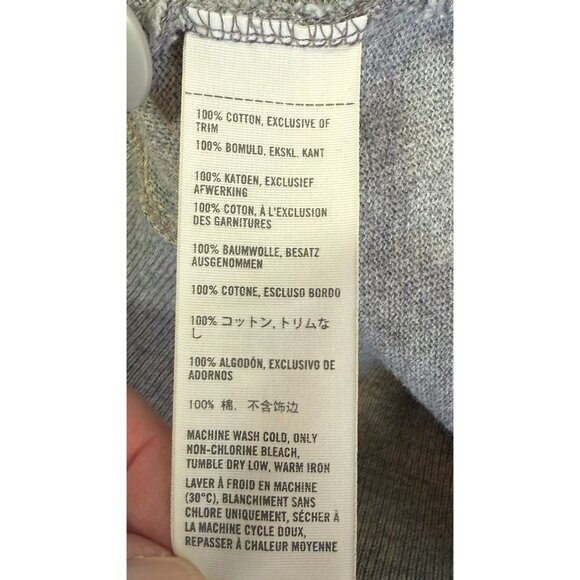 100% COTTON, EXCLUSIVE OF
TRIM
100% BOMULD, EKSKL. KANT
100% KATOEN, EXCLUSIEF
AFWERKING
100% COTON, À L'EXCLUSION
DES GARNITURES
100% BAUMWOLLE, BESATZ
AUSGENOMMEN
100% COTONE, ESCLUSO BORDO
100% コットン, トリムな
し
100% ALGODÓN, EXCLUSIVO DE
ADORNOS
100% 棉, 不含饰边
MACHINE WASH COLD, ONLY
NON-CHLORINE BLEACH,
TUMBLE DRY LOW, WARM IRON
LAVER À FROID EN MACHINE
(30°C), BLANCHIMENT SANS
CHLORE UNIQUEMENT, SÉCHER À
LA MACHINE CYCLE DOUX,
REPASSER À CHALEUR MOYENNE